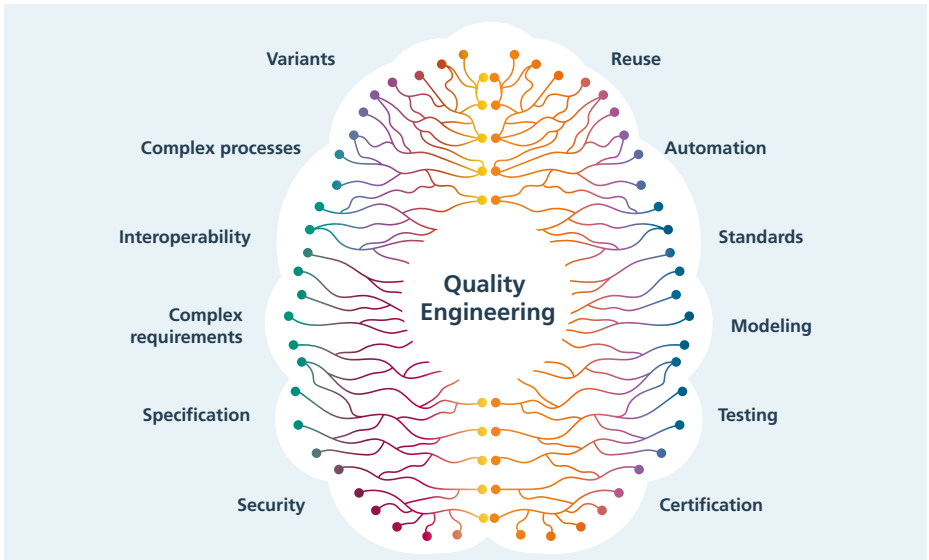 Variants
Reuse
Complex processes
Automation
Interoperability
Standards
Quality
Engineering
Complex
requirements
Modeling
Specification
Testing
Security
Certification